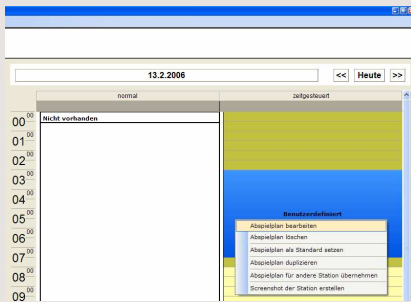 13.2.2006
<< Heute >>
normal
zeitgesteuert
00 00
Nicht vorhanden
01 00
02 00
03 00
04 00
05 00
Benutzerdefiniert
Abspielplan bearbeiten
06 00
Abspielplan löschen
Abspielplan als Standard setzen
07 00
Abspielplan duplizieren
08 00
Abspielplan für andere Station übernehmen
Screenshot der Station erstellen
09 00